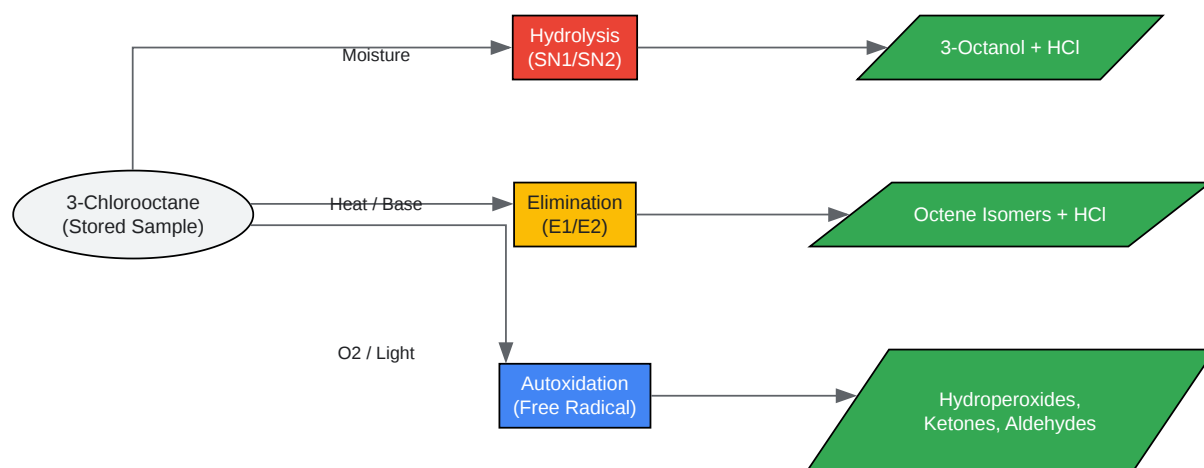 Moisture
Hydrolysis
(SN1/SN2)
3-Octanol + HCl
3-Chlorooctane
(Stored Sample)
Heat / Base
Elimination
(E1/E2)
Octene Isomers + HCl
O2 / Light
Autoxidation
(Free Radical)
Hydroperoxides,
Ketones, Aldehydes